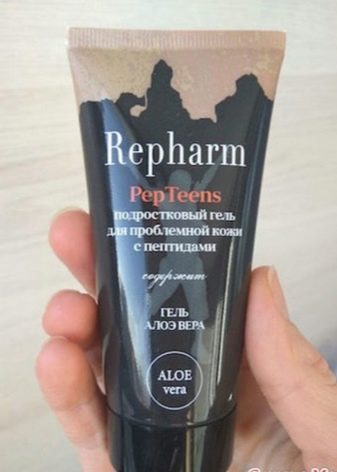 Repharm
PepTeens
подростковый гель
для проблемной кожи
с пептидами
содержит
ГЕЛЬ
АЛОЭ ВЕРА
ALOE
vera